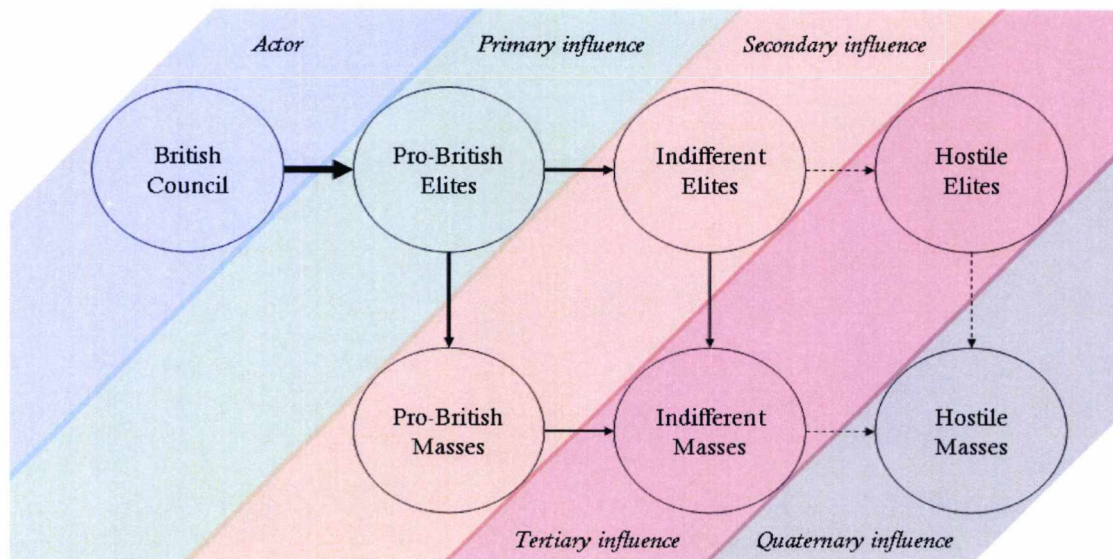 Actor
Primary influence
Secondary influence
British
Council
Pro-British
Elites
Indifferent
Elites
Hostile
Elites
Pro-British
Masses
Indifferent
Masses
Hostile
Masses
Tertiary influence
Quaternary influence